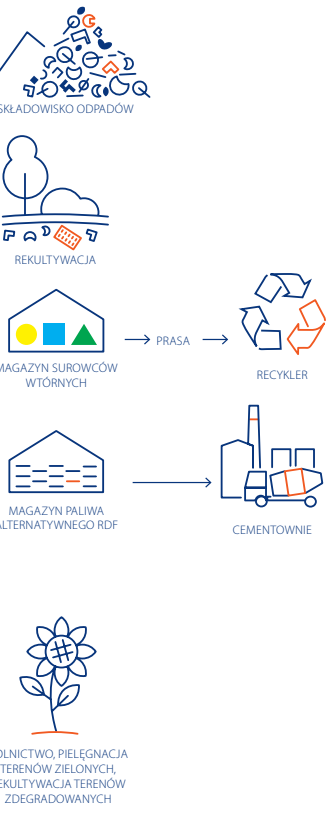 SKŁADOWISKO ODPADÓW
REKULTYWACJA
MAGAZYN SUROWCÓW
WTÓRNYCH
PRASA
RECYKLER
MAGAZYN PALIWA
ALTERNATYWNEGO RDF
CEMENTOWNIE
OLNICTWO, PIELĘGNACJA
TERENÓW ZIELONYCH,
EKULTYWACJA TERENÓW
ZDEGRADOWANYCH